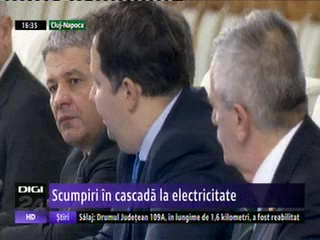 16:35 Cluj-Napoca
DIGI
24
Scumpiri în cascadă la electricitate
HD Știri Sălaj: Drumul Județean 109A, în lungime de 1,6 kilometri, a fost reabilitat